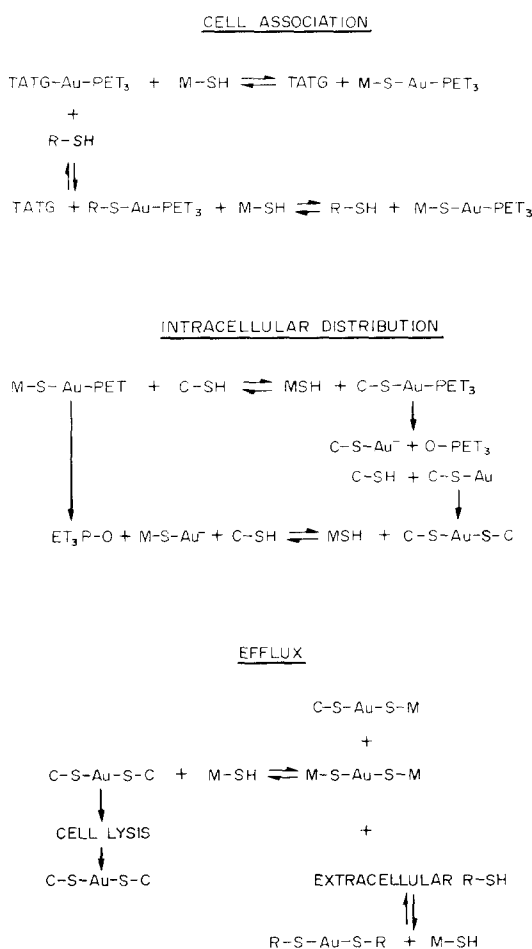 CELL ASSOCIATION
TATG-Au-PET₃ + M-SH ⇌ TATG + M-S-Au-PET₃
+
R-SH
⇅
TATG + R-S-Au-PET₃ + M-SH ⇌ R-SH + M-S-Au-PET₃
INTRACELLULAR DISTRIBUTION
M-S-Au-PET + C-SH ⇌ MSH + C-S-Au-PET₃
↓
C-S-Au⁻ + O-PET₃
C-SH + C-S-Au
↓ ↓
ET₃P-O + M-S-Au⁻ + C-SH ⇌ MSH + C-S-Au-S-C
EFFLUX
C-S-Au-S-M
+
C-S-Au-S-C + M-SH ⇌ M-S-Au-S-M
↓
CELL LYSIS +
↓
C-S-Au-S-C EXTRACELLULAR R-SH
⇅
R-S-Au-S-R + M-SH